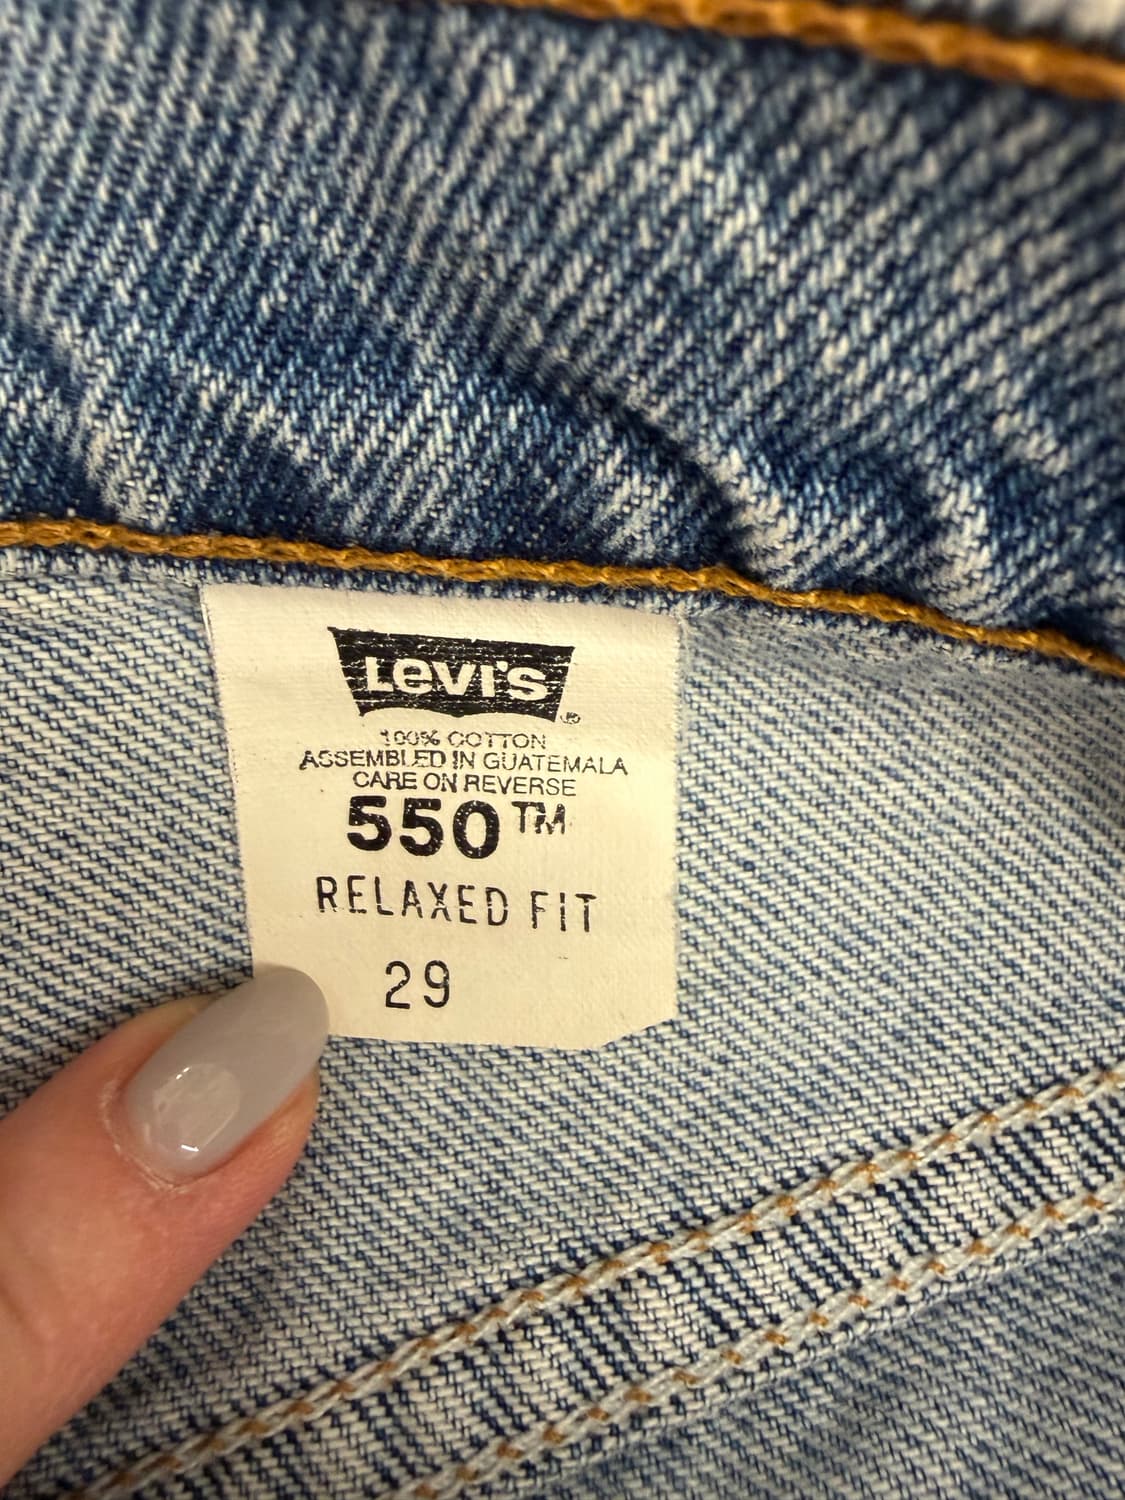 Levi's ®
100% COTTON
ASSEMBLED IN GUATEMALA
CARE ON REVERSE
550™
RELAXED FIT
29